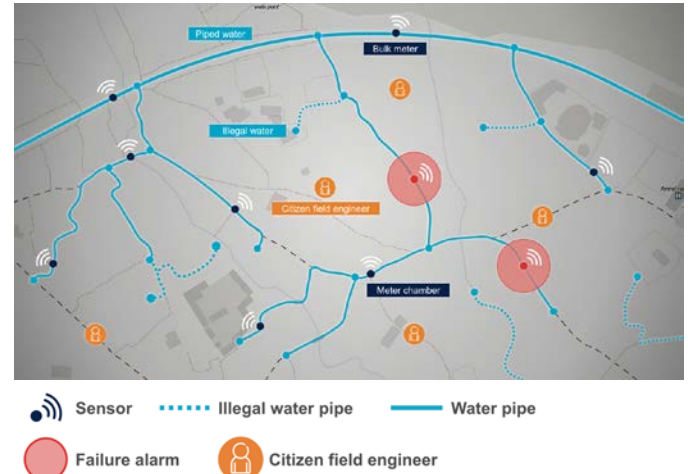 Piped water
Bulk meter
Illegal water
Citizen field engineer
Meter chamber
Sensor
Illegal water pipe
Water pipe
Failure alarm
Citizen field engineer